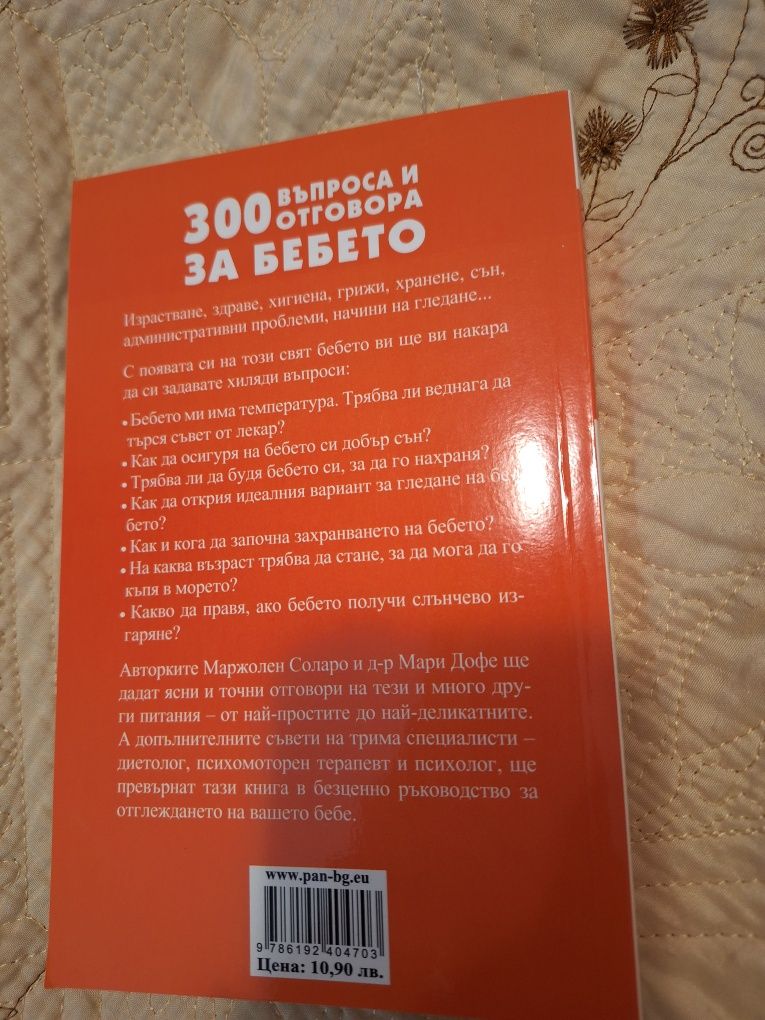 300 ВЪПРОСА И
ОТГОВОРА
ЗА БЕБЕТО
Израстване, здраве, хигиена, грижи, хранене, сън,
административни проблеми, начини на гледане...
С появата си на този свят бебето ви ще ви накара
да си задавате хиляди въпроси:
• Бебето ми има температура. Трябва ли веднага да
търся съвет от лекар?
• Как да осигуря на бебето си добър сън?
• Трябва ли да будя бебето си, за да го нахраня?
• Как да открия идеалния вариант за гледане на бе-
бето?
• Как и кога да започна захранването на бебето?
• На каква възраст трябва да стане, за да мога да го
къпя в морето?
• Какво да правя, ако бебето получи слънчево из-
гаряне?
Авторките Маржолен Соларо и д-р Мари Дофе ще
дадат ясни и точни отговори на тези и много дру-
ги питания – от най-простите до най-деликатните.
А допълнителните съвети на трима специалисти –
диетолог, психомоторен терапевт и психолог, ще
превърнат тази книга в безценно ръководство за
отглеждането на вашето бебе.
www.pan-bg.eu
9 786192 404703
Цена: 10,90 лв.